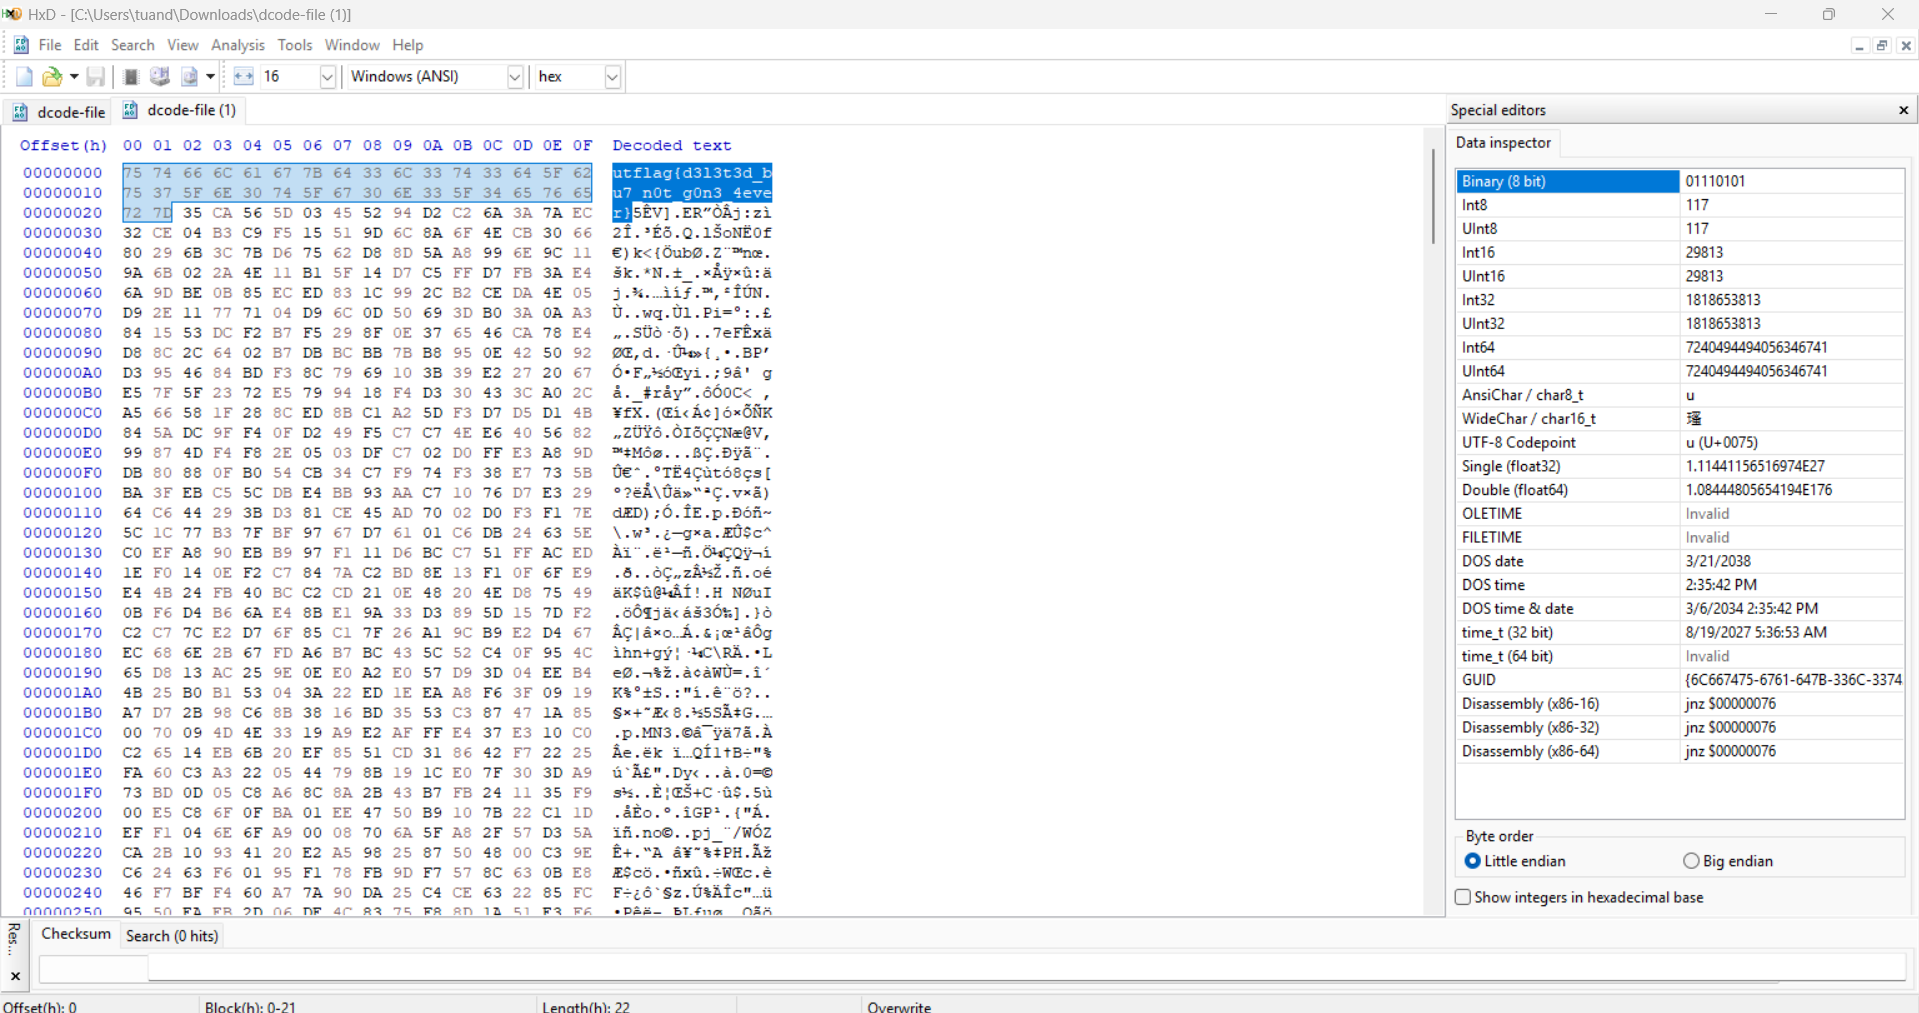 HxD - [C:\Users\tuand\Downloads\dcode-file (1)]
File Edit Search View Analysis Tools Window Help
16 Windows (ANSI) hex
dcode-file dcode-file (1)
Offset(h) 00 01 02 03 04 05 06 07 08 09 0A 0B 0C 0D 0E 0F Decoded text
00000000 75 74 66 6C 61 67 7B 64 33 6C 33 74 33 64 5F 62 utflag{d3l3t3d_b
00000010 75 37 5F 6E 30 74 5F 67 30 6E 33 5F 34 65 76 65 u7_n0t_g0n3_4eve
00000020 72 7D 35 CA 56 5D 03 45 52 94 D2 C2 6A 3A 7A EC r}5ÊV].ER”ÒÂj:zì
00000030 32 CE 04 B3 C9 F5 15 51 9D 6C 8A 6F 4E CB 30 66 2Î.³Éõ.Q.lŠoNË0f
00000040 80 29 6B 3C 7B D6 75 62 D8 8D 5A A8 99 6E 9C 11 €)k<{ÖubØ.Z¨™nœ.
00000050 9A 6B 02 2A 4E 11 B1 5F 14 D7 C5 FF D7 FB 3A E4 šk.*N.±_.×Åÿ×û:ä
00000060 6A 9D BE 0B 85 EC ED 83 1C 99 2C B2 CE DA 4E 05 j.¾.…ìíƒ.™,²ÎÚN.
00000070 D9 2E 11 77 71 04 D9 6C 0D 50 69 3D B0 3A 0A A3 Ù..wq.Ùl.Pi=°:.£
00000080 84 15 53 DC F2 B7 F5 29 8F 0E 37 65 46 CA 78 E4 „.SÜò·õ)..7eFÊxä
00000090 D8 8C 2C 64 02 B7 DB BC BB 7B B8 95 0E 42 50 92 ØŒ,d.·Û¼»{¸•.BP’
000000A0 D3 95 46 84 BD F3 8C 79 69 10 3B 39 E2 27 20 67 Ó•F„½óŒyi.;9â' g
000000B0 E5 7F 5F 23 72 E5 79 94 18 F4 D3 30 43 3C A0 2C å._#råy”.ôÓ0C< ,
000000C0 A5 66 58 1F 28 8C ED 8B C1 A2 5D F3 D7 D5 D1 4B ¥fX.(Œí‹Á¢]ó×ÕÑK
000000D0 84 5A DC 9F F4 0F D2 49 F5 C7 C7 4E E6 40 56 82 „ZÜŸô.ÒIõÇÇNæ@V‚
000000E0 99 87 4D F4 F8 2E 05 03 DF C7 02 D0 FF E3 A8 9D ™‡Môø...ßÇ.Ðÿã¨.
000000F0 DB 80 88 0F B0 54 CB 34 C7 F9 74 F3 38 E7 73 5B Û€ˆ.°TË4Çùtó8çs[
00000100 BA 3F EB C5 5C DB E4 BB 93 AA C7 10 76 D7 E3 29 º?ëÅ\Ûä»“ªÇ.v×ã)
00000110 64 C6 44 29 3B D3 81 CE 45 AD 70 02 D0 F3 F1 7E dÆD);Ó.ÎE.p.Ðóñ~
00000120 5C 1C 77 B3 7F BF 97 67 D7 61 01 C6 DB 24 63 5E \.w³.¿—g×a.ÆÛ$c^
00000130 C0 EF A8 90 EB B9 97 F1 11 D6 BC C7 51 FF AC ED Àï¨.ë¹—ñ.Ö¼ÇQÿ¬í
00000140 1E F0 14 0E F2 C7 84 7A C2 BD 8E 13 F1 0F 6F E9 .ð..òÇ„zÂ½Ž.ñ.oé
00000150 E4 4B 24 FB 40 BC C2 CD 21 0E 48 20 4E D8 75 49 äK$û@¼ÂÍ!.H NØuI
00000160 0B F6 D4 B6 6A E4 8B E1 9A 33 D3 89 5D 15 7D F2 .öÔ¶jä‹áš3Ó‰].}ò
00000170 C2 C7 7C E2 D7 6F 85 C1 7F 26 A1 9C B9 E2 D4 67 ÂÇ|â×o…Á.&¡œ¹âÔg
00000180 EC 68 6E 2B 67 FD A6 B7 BC 43 5C 52 C4 0F 95 4C ìhn+gý¦·¼C\RÄ.•L
00000190 65 D8 13 AC 25 9E 0E E0 A2 E0 57 D9 3D 04 EE B4 eØ.¬%ž.à¢àWÙ=.î´
000001A0 4B 25 B0 B1 53 04 3A 22 ED 1E EA A8 F6 3F 09 19 K%°±S.:"í.ê¨ö?..
000001B0 A7 D7 2B 98 C6 8B 38 16 BD 35 53 C3 87 47 1A 85 §×+˜Æ‹8.½5SÃ‡G.…
000001C0 00 70 09 4D 4E 33 19 A9 E2 AF FF E4 37 E3 10 C0 .p.MN3.©â¯ÿä7ã.À
000001D0 C2 65 14 EB 6B 20 EF 85 51 CD 31 86 42 F7 22 25 Âe.ëk ï…QÍ1†B÷"%
000001E0 FA 60 C3 A3 22 05 44 79 8B 19 1C E0 7F 30 3D A9 ú`Ã£".Dy‹..à.0=©
000001F0 73 BD 0D 05 C8 A6 8C 8A 2B 43 B7 FB 24 11 35 F9 s½..È¦ŒŠ+C·û$.5ù
00000200 00 E5 C8 6F 0F BA 01 EE 47 50 B9 10 7B 22 C1 1D .åÈo.º.îGP¹.{"Á.
00000210 EF F1 04 6E 6F A9 00 08 70 6A 5F A8 2F 57 D3 5A ïñ.no©..pj_¨/WÓZ
00000220 CA 2B 10 93 41 20 E2 A5 98 25 87 50 48 00 C3 9E Ê+.“A â¥˜%‡PH.Ãž
00000230 C6 24 63 F6 01 95 F1 78 FB 9D F7 57 8C 63 0B E8 Æ$cö.•ñxû.÷WŒc.è
00000240 46 F7 BF F4 60 A7 7A 90 DA 25 C4 CE 63 22 85 FC F÷¿ô`§z.Ú%ÄÎc"…ü
00000250 95 50 EA EB 2D 06 DE 4C 83 75 F8 8D 1A 51 E3 F6 •Pêë-.ÞLƒuø..Qãö
Special editors
Data inspector
Binary (8 bit) 01110101
Int8 117
UInt8 117
Int16 29813
UInt16 29813
Int32 1818653813
UInt32 1818653813
Int64 7240494494056346741
UInt64 7240494494056346741
AnsiChar / char8_t u
WideChar / char16_t 瑵
UTF-8 Codepoint u (U+0075)
Single (float32) 1.11441156516974E27
Double (float64) 1.08444805654194E176
OLETIME Invalid
FILETIME Invalid
DOS date 3/21/2038
DOS time 2:35:42 PM
DOS time & date 3/6/2034 2:35:42 PM
time_t (32 bit) 8/19/2027 5:36:53 AM
time_t (64 bit) Invalid
GUID {6C667475-6761-647B-336C-3374
Disassembly (x86-16) jnz $00000076
Disassembly (x86-32) jnz $00000076
Disassembly (x86-64) jnz $00000076
Byte order
Little endian Big endian
Show integers in hexadecimal base
Res...
Checksum Search (0 hits)
Offset(h): 0 Block(h): 0-21 Length(h): 22 Overwrite